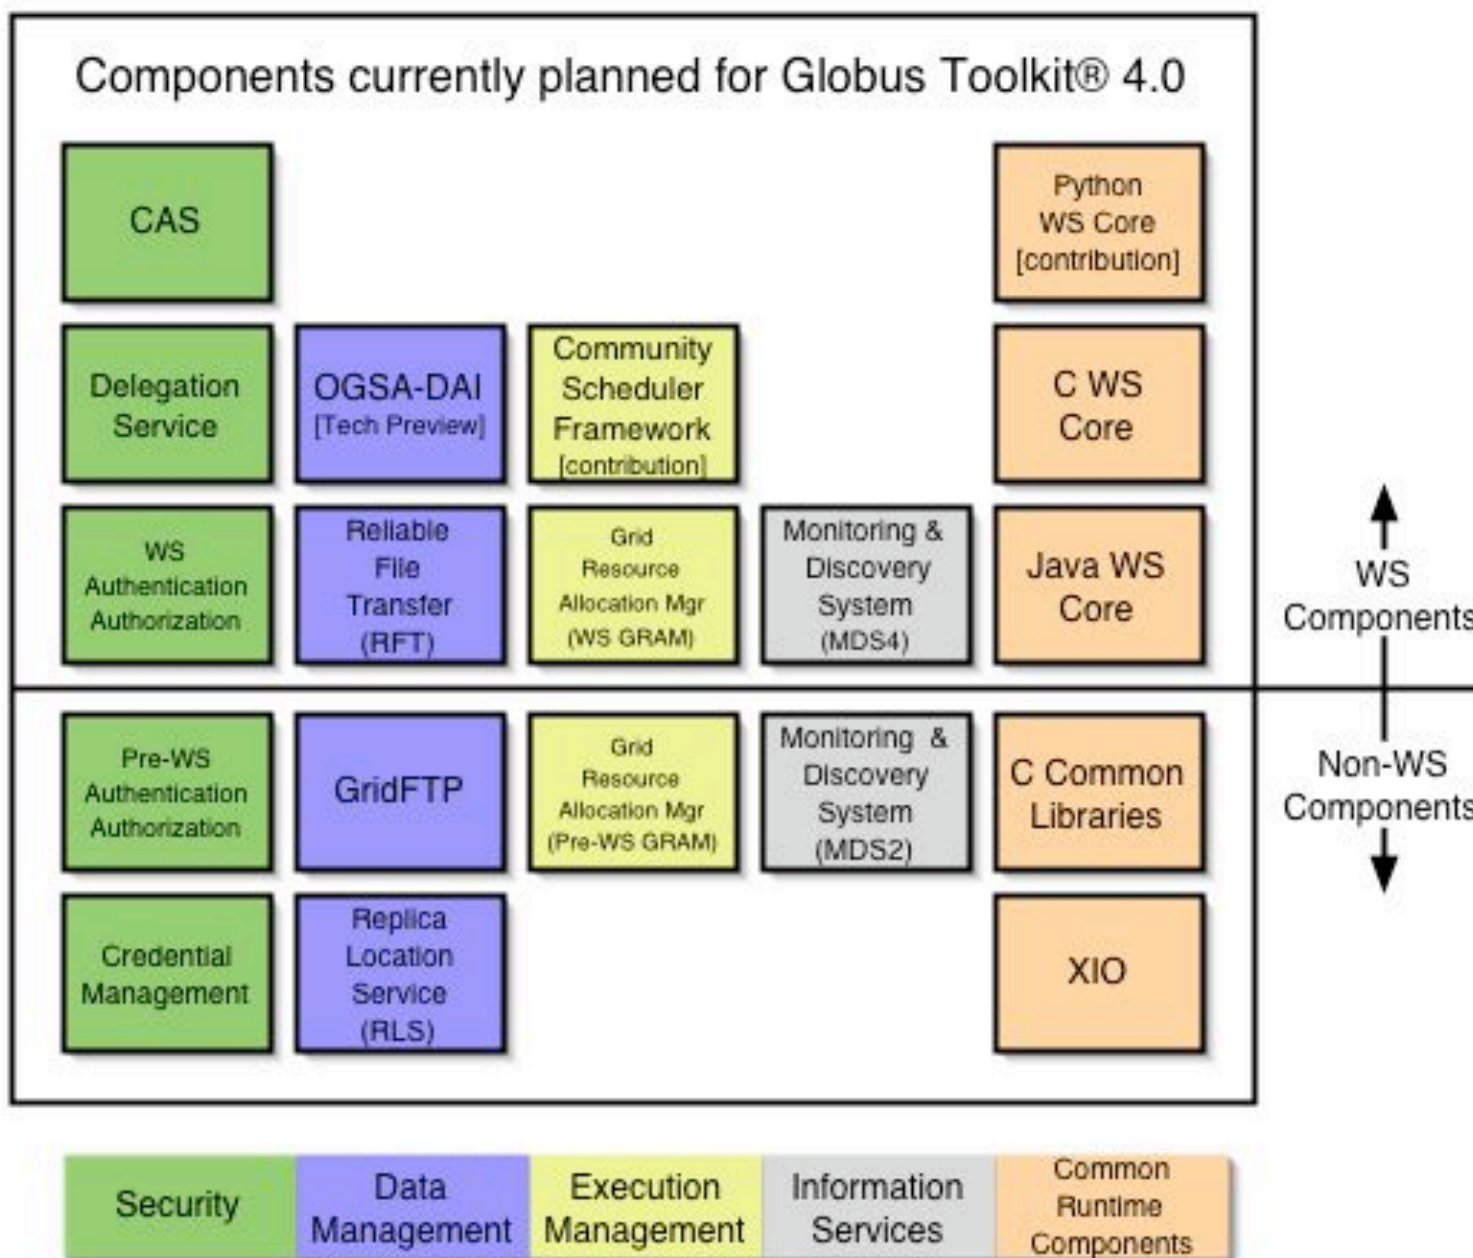 Components currently planned for Globus Toolkit® 4.0
CAS
Python
WS Core
[contribution]
Delegation
Service
OGSA-DAI
[Tech Preview]
Community
Scheduler
Framework
[contribution]
C WS
Core
WS
Authentication
Authorization
Reliable
File
Transfer
(RFT)
Grid
Resource
Allocation Mgr
(WS GRAM)
Monitoring &
Discovery
System
(MDS4)
Java WS
Core
WS
Components
Pre-WS
Authentication
Authorization
GridFTP
Grid
Resource
Allocation Mgr
(Pre-WS GRAM)
Monitoring &
Discovery
System
(MDS2)
C Common
Libraries
Non-WS
Components
Credential
Management
Replica
Location
Service
(RLS)
XIO
Security
Data
Management
Execution
Management
Information
Services
Common
Runtime
Components